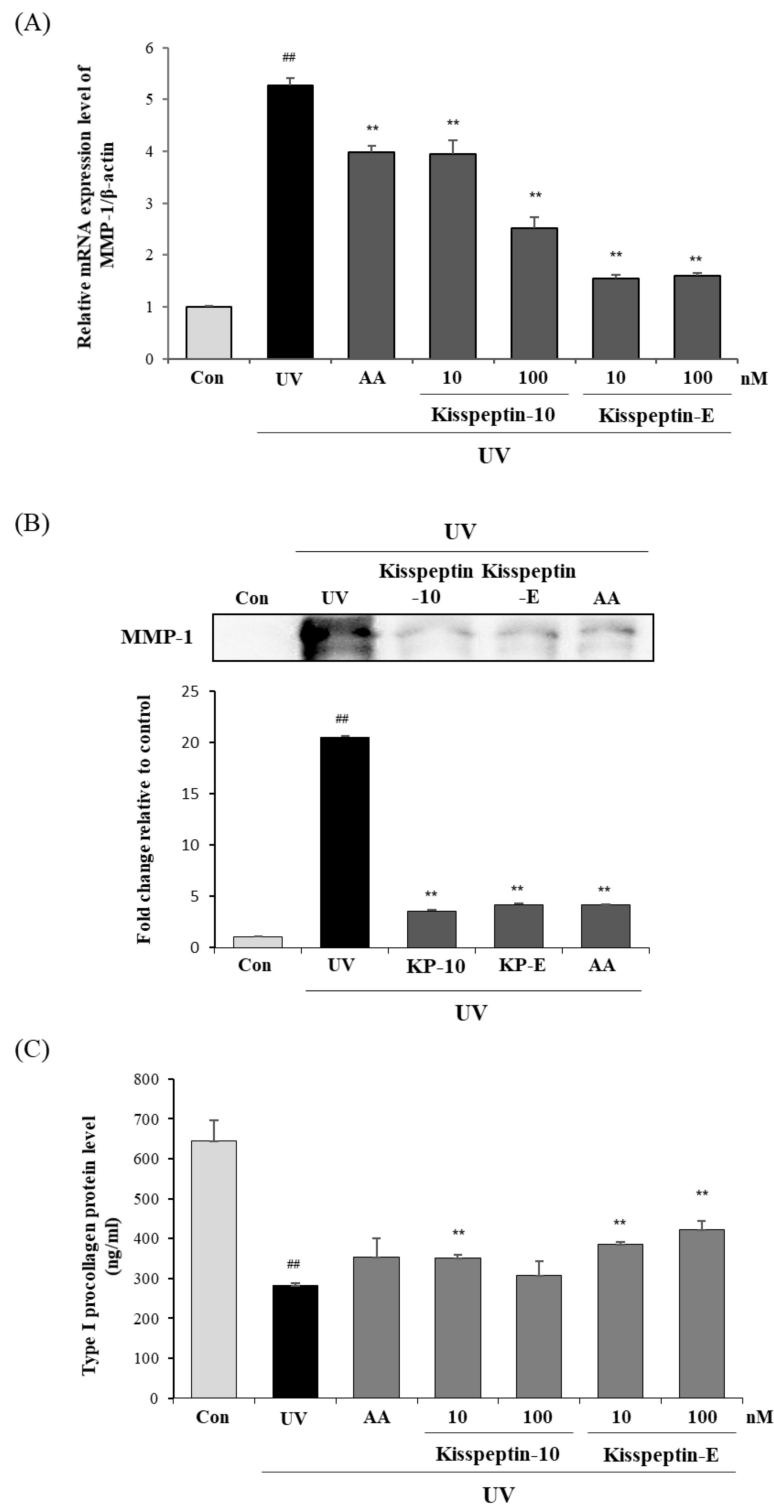 (A)
Relative mRNA expression level of
MMP-1/β-actin
6
5
4
3
2
1
0
##
**
**
**
**
**
Con
UV
AA
10
100
10
100
nM
Kisspeptin-10
Kisspeptin-E
UV
(B)
UV
Kisspeptin Kisspeptin
Con UV -10 -E AA
MMP-1
Fold change relative to control
25
20
15
10
5
0
##
**
**
**
Con
UV
KP-10
KP-E
AA
UV
(C)
Type I procollagen protein level
(ng/ml)
800
700
600
500
400
300
200
100
0
##
**
**
**
Con
UV
AA
10
100
10
100
nM
Kisspeptin-10
Kisspeptin-E
UV